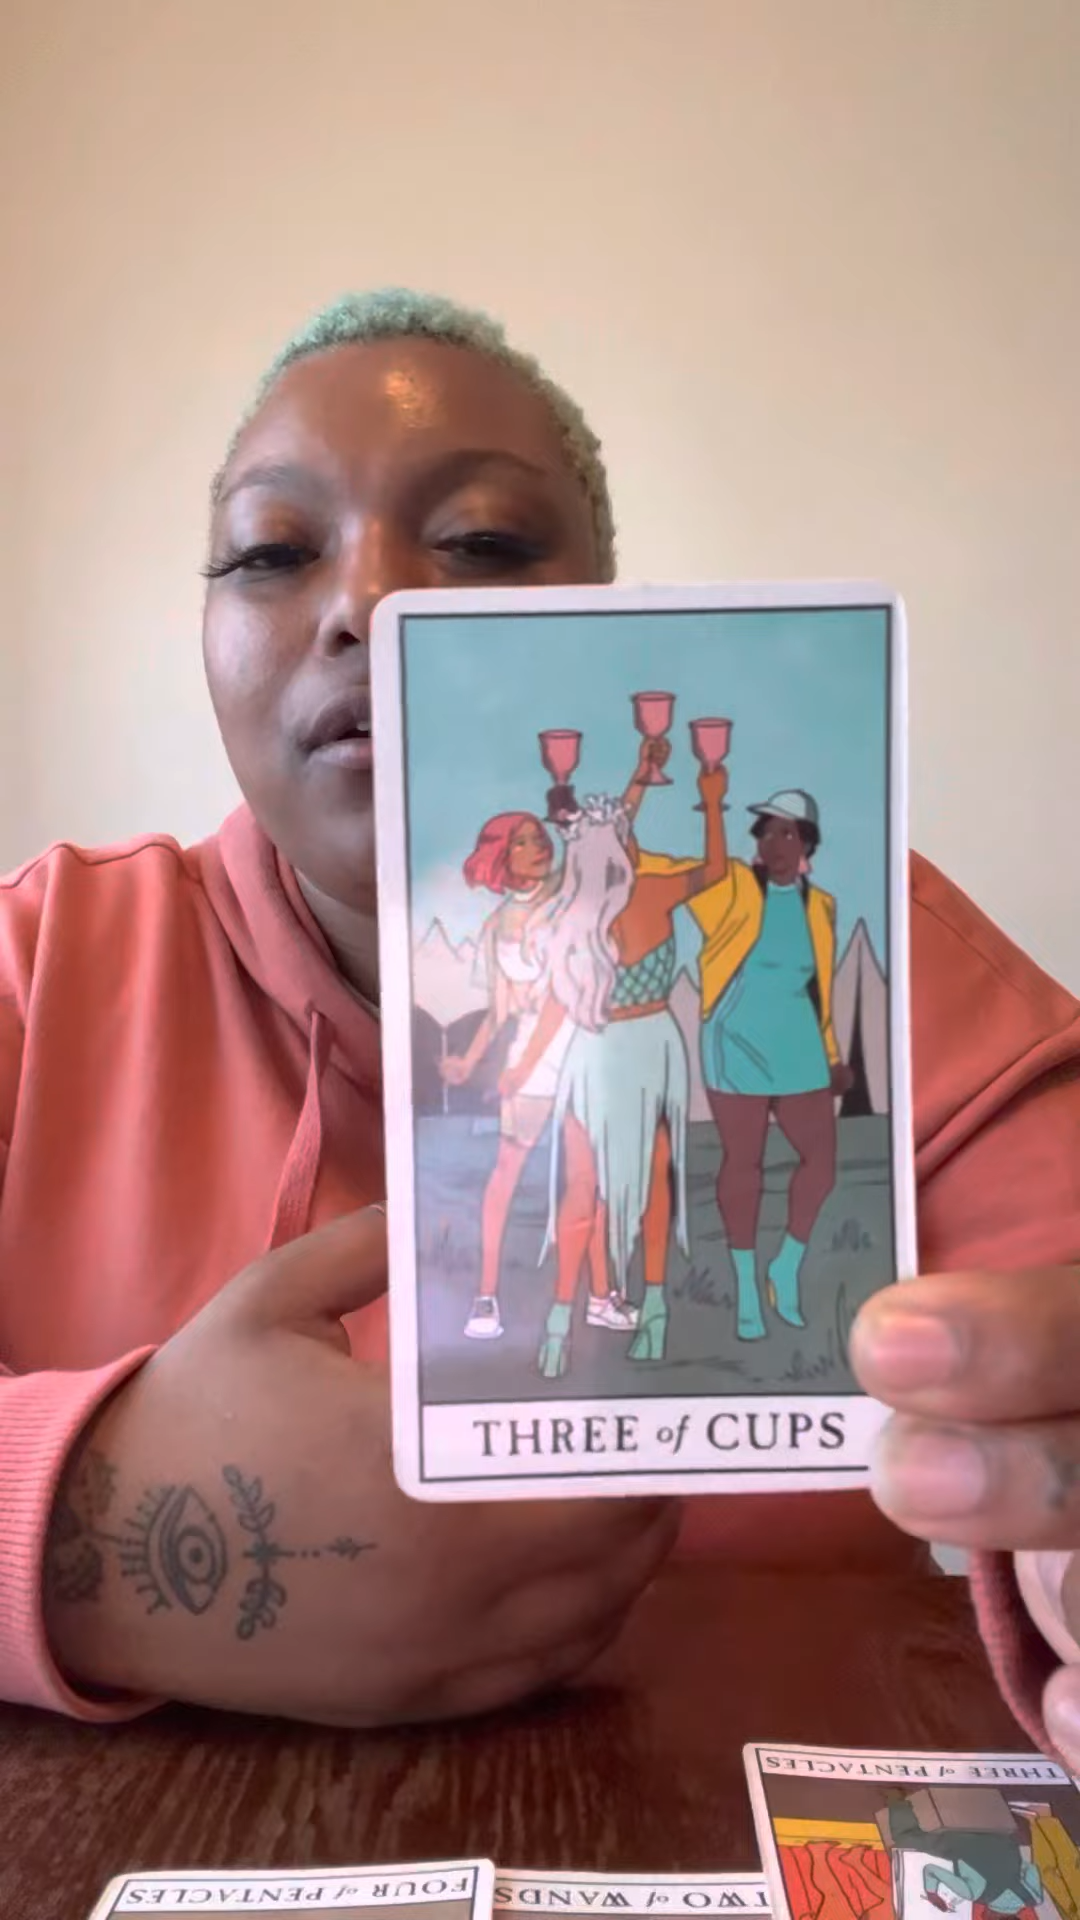 THREE of CUPS
THREE of PENTACLES
FOUR of PENTACLES
TWO of WANDS